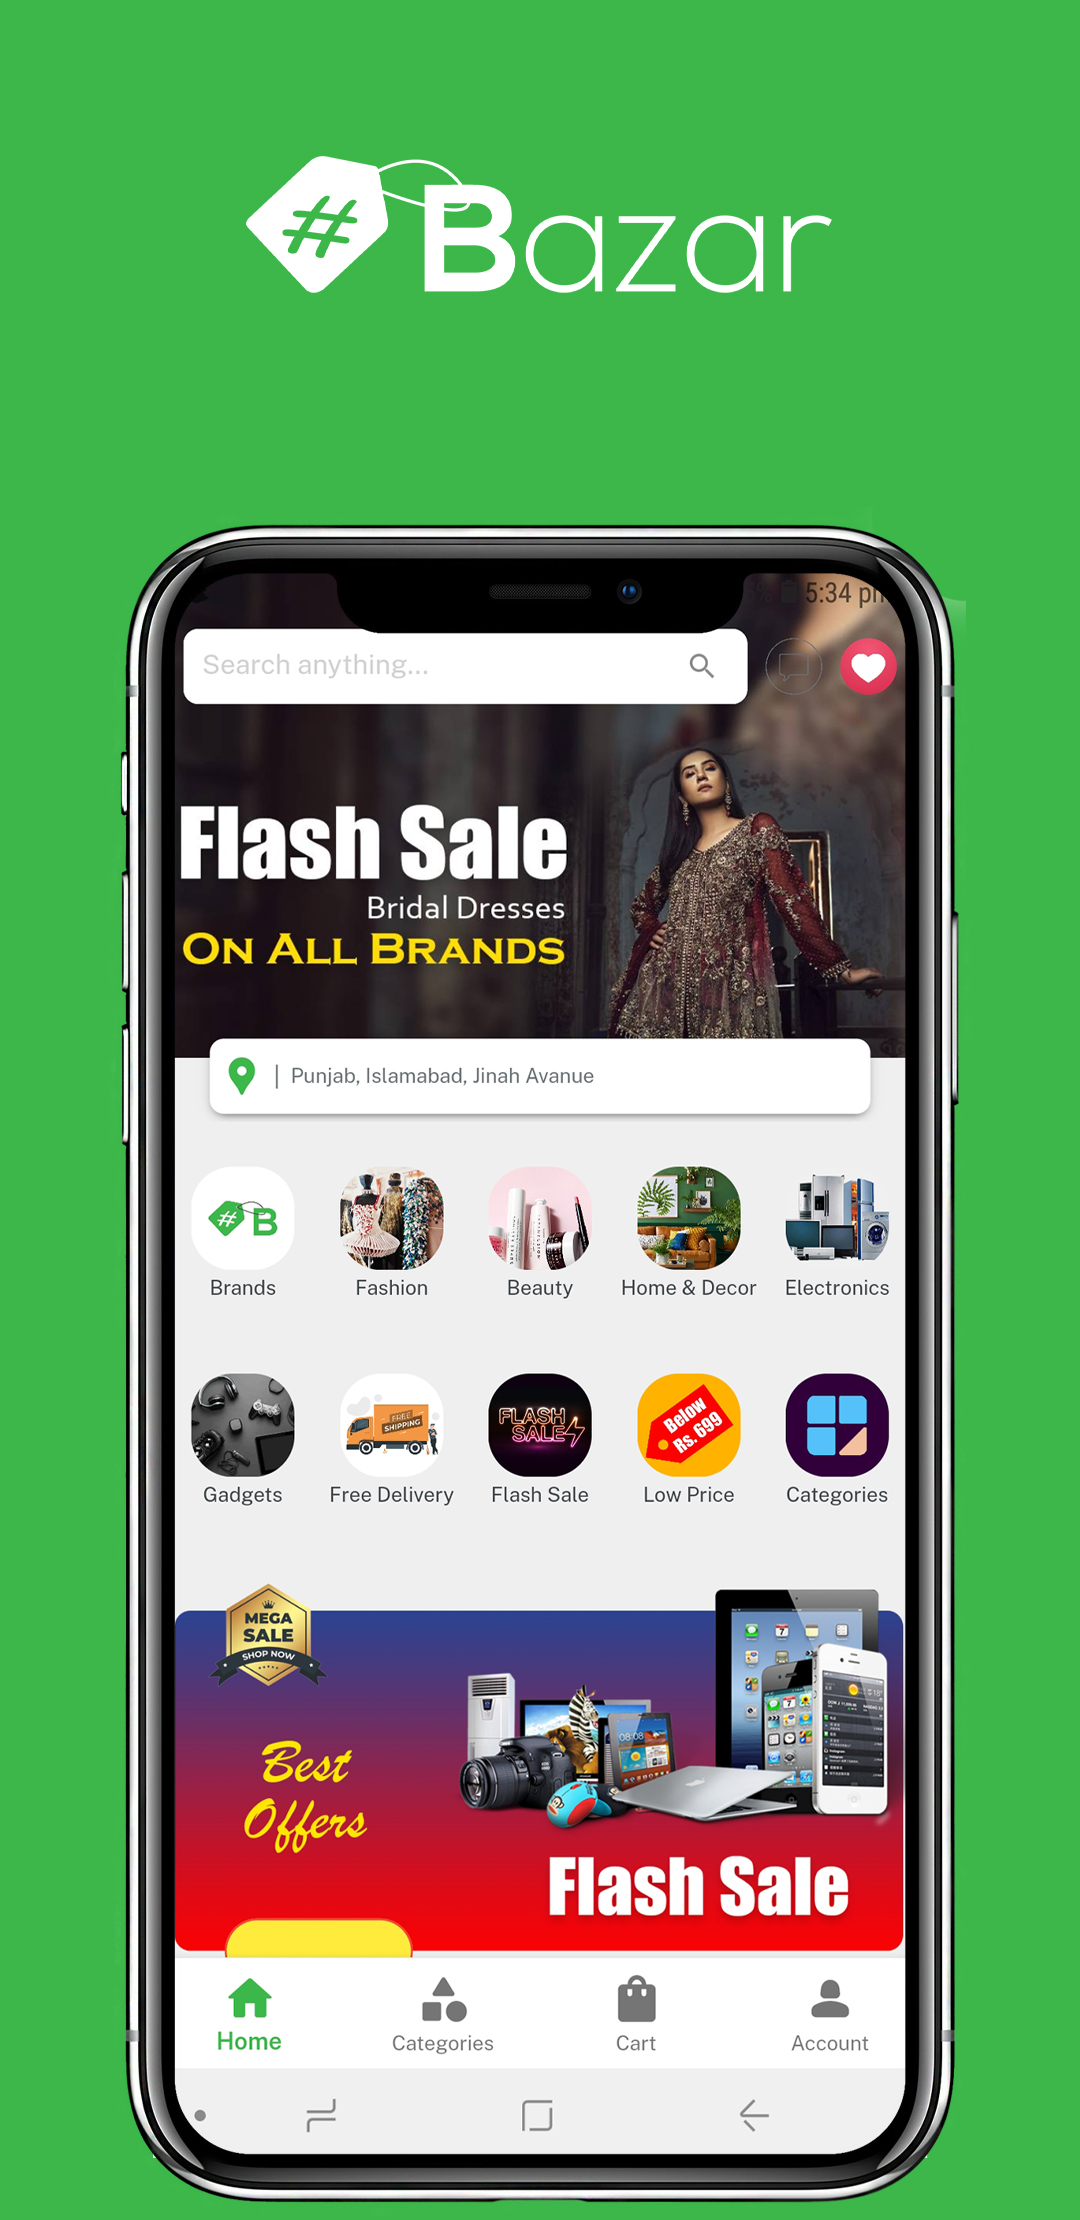 # Bazar
5:34 pm
Search anything...
Flash Sale
Bridal Dresses
ON ALL BRANDS
| Punjab, Islamabad, Jinah Avanue
# B
Brands
Fashion
Beauty
Home & Decor
Electronics
FREE SHIPPING
FLASH SALE
Below Rs. 699
Gadgets
Free Delivery
Flash Sale
Low Price
Categories
MEGA
SALE
SHOP NOW
08:08
Best
Offers
Flash Sale
Home
Categories
Cart
Account